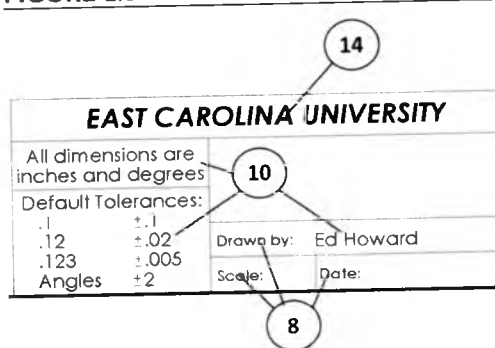 14
EAST CAROLINA UNIVERSITY
All dimensions are
inches and degrees
10
Default Tolerances:
.1 ±.1
.12 ±.02
.123 ±.005
Angles ±2
Drawn by: Ed Howard
Scale: Date:
8